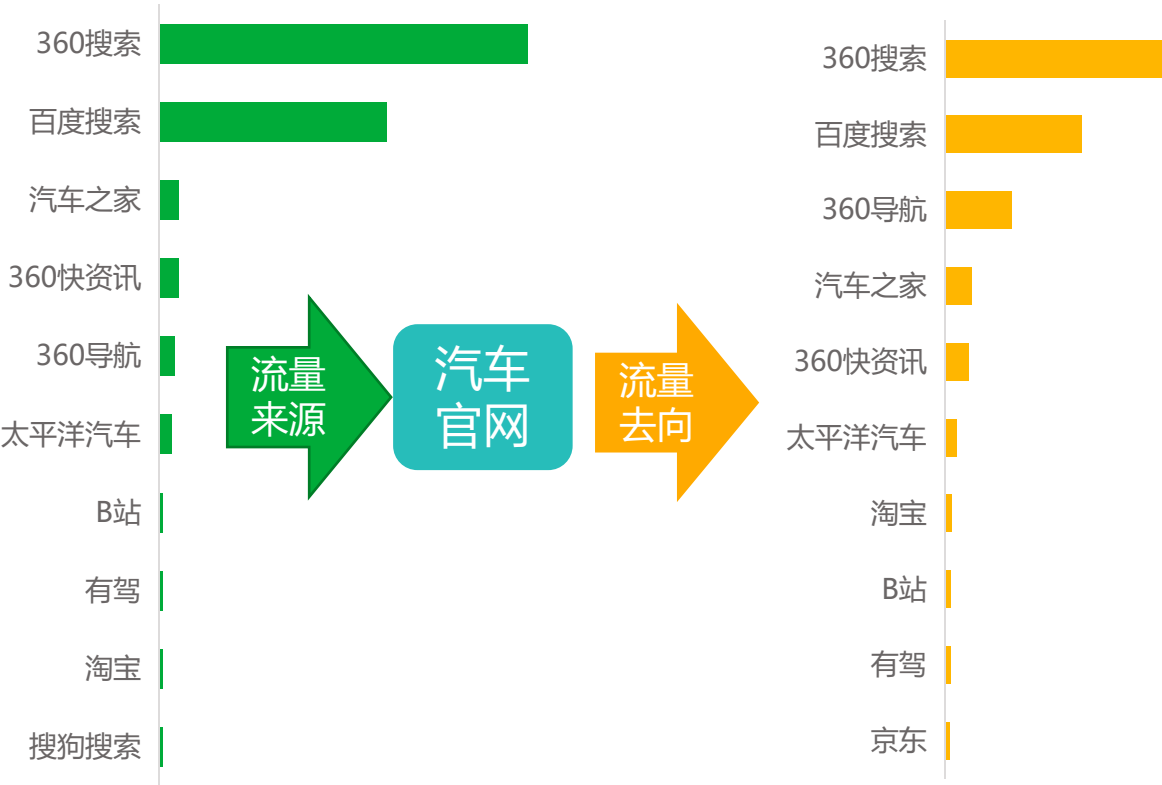 360搜索
百度搜索
汽车之家
360快资讯
360导航
太平洋汽车
B站
有驾
淘宝
搜狗搜索
流量
来源
汽车
官网
流量
去向
360搜索
百度搜索
360导航
汽车之家
360快资讯
太平洋汽车
淘宝
B站
有驾
京东